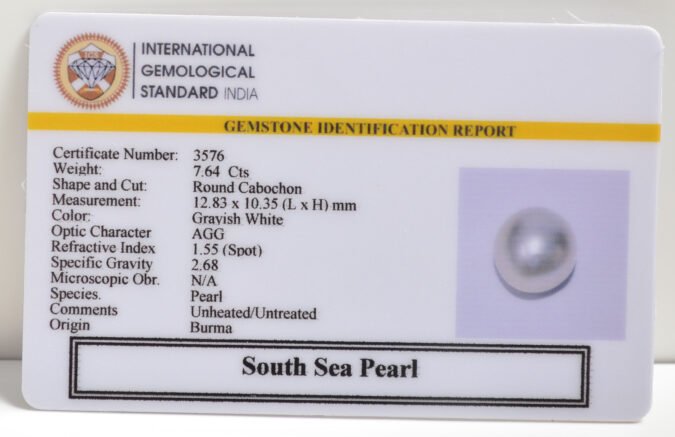 IGS
INTERNATIONAL
GEMOLOGICAL
STANDARD INDIA
GEMSTONE IDENTIFICATION REPORT
Certificate Number: 3576
Weight: 7.64 Cts
Shape and Cut: Round Cabochon
Measurement: 12.83 x 10.35 (L x H) mm
Color: Grayish White
Optic Character AGG
Refractive Index 1.55 (Spot)
Specific Gravity 2.68
Microscopic Obr. N/A
Species. Pearl
Comments Unheated/Untreated
Origin Burma
South Sea Pearl